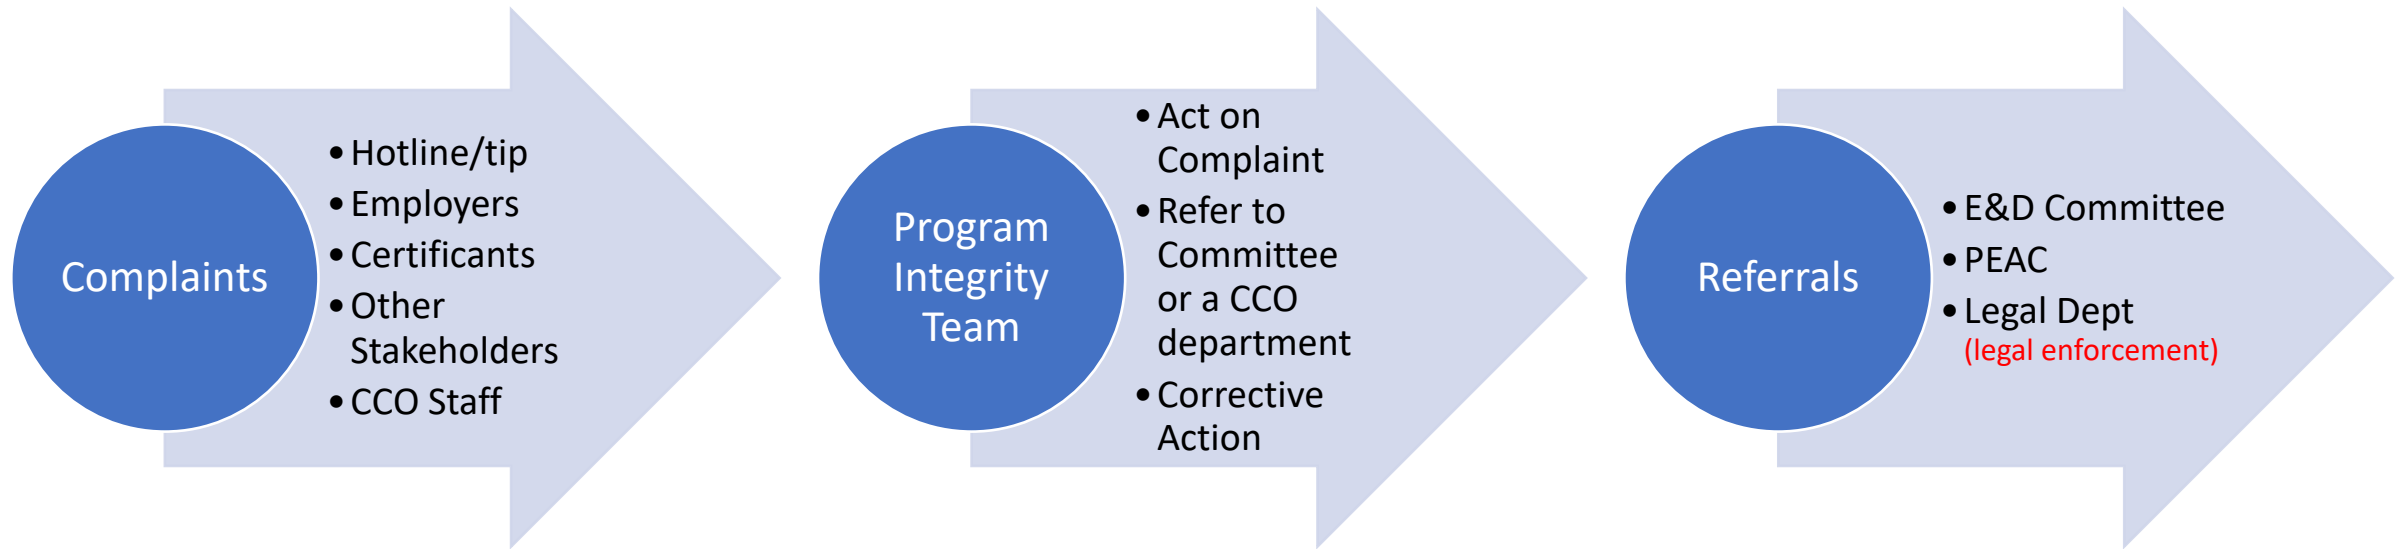 Complaints
•Hotline/tip
•Employers
•Certificants
•Other
Stakeholders
•CCO Staff
Program
Integrity
Team
•Act on
Complaint
•Refer to
Committee
or a CCO
department
•Corrective
Action
Referrals
•E&D Committee
•PEAC
•Legal Dept
(legal enforcement)